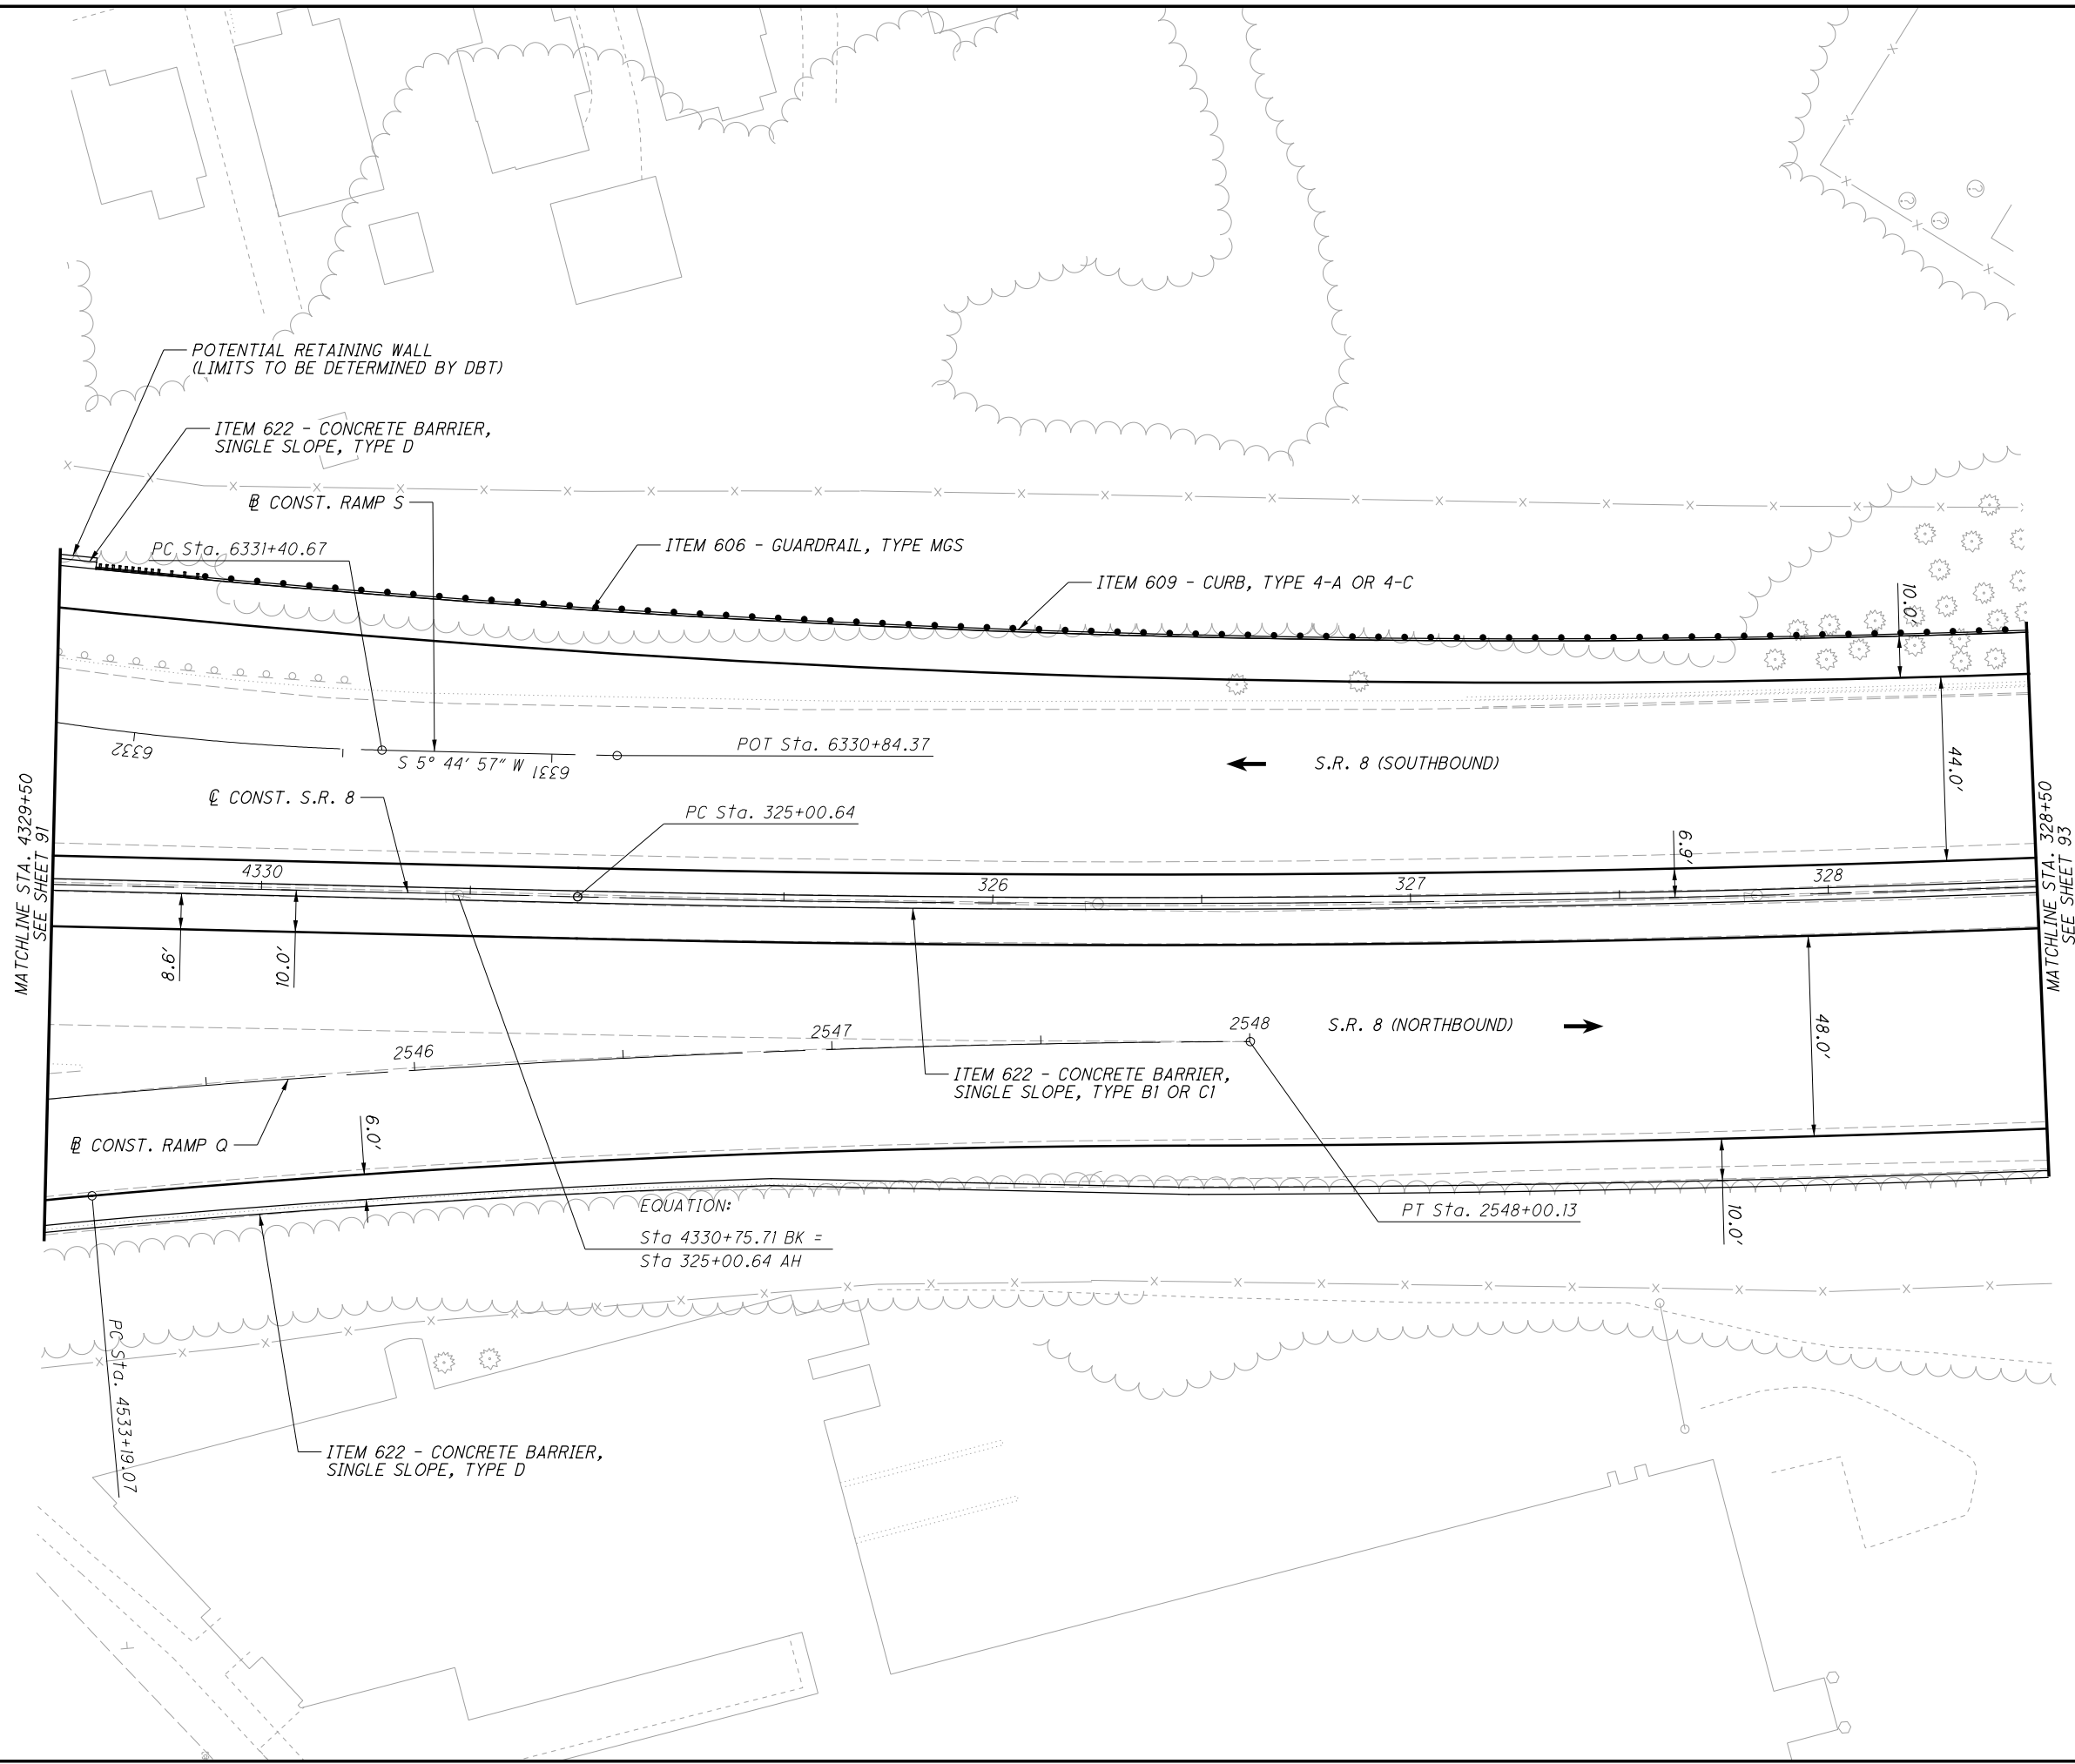 POTENTIAL RETAINING WALL
(LIMITS TO BE DETERMINED BY DBT)
ITEM 622 - CONCRETE BARRIER,
SINGLE SLOPE, TYPE D
℄ CONST. RAMP S
PC Sta. 6331+40.67
ITEM 606 - GUARDRAIL, TYPE MGS
ITEM 609 - CURB, TYPE 4-A OR 4-C
10.0'
6332
S 5° 44' 57" W
6331
POT Sta. 6330+84.37
S.R. 8 (SOUTHBOUND)
44.0'
MATCHLINE STA. 4329+50
SEE SHEET 91
℄ CONST. S.R. 8
PC Sta. 325+00.64
6.9'
MATCHLINE STA. 328+50
SEE SHEET 93
4330
326
327
328
8.6'
10.0'
2546
2547
2548
S.R. 8 (NORTHBOUND)
48.0'
ITEM 622 - CONCRETE BARRIER,
SINGLE SLOPE, TYPE B1 OR C1
6.0'
CONST. RAMP Q
EQUATION:
Sta 4330+75.71 BK =
Sta 325+00.64 AH
PT Sta. 2548+00.13
10.0'
PC Sta. 4533+19.07
ITEM 622 - CONCRETE BARRIER,
SINGLE SLOPE, TYPE D